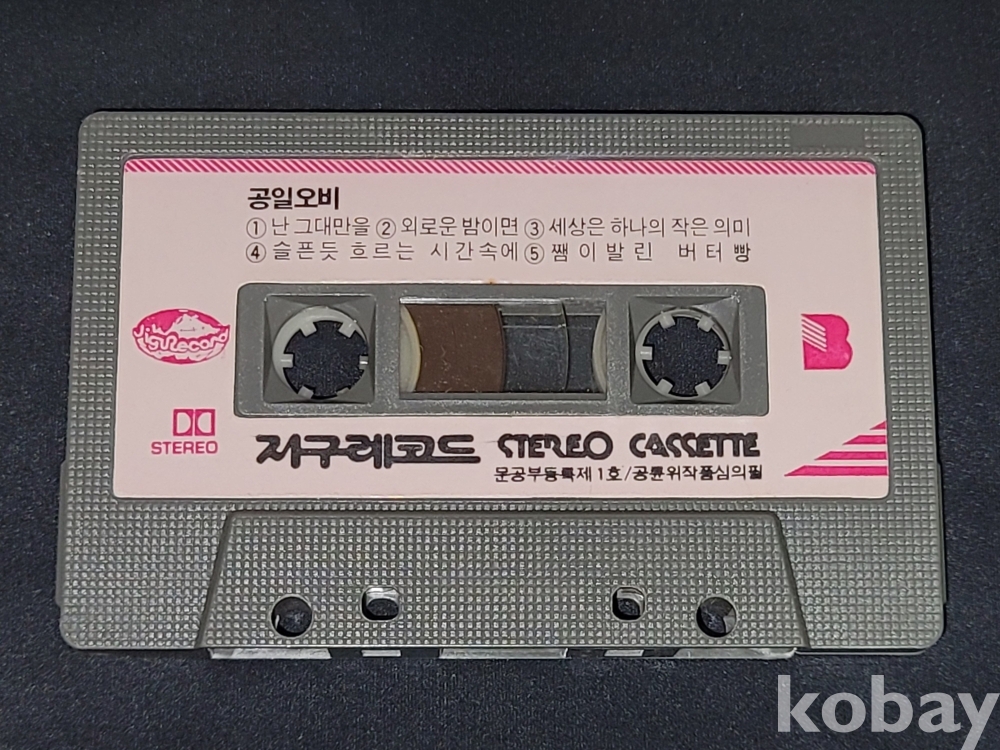 공일오비
① 난 그대만을 ② 외로운 밤이면 ③ 세상은 하나의 작은 의미
④ 슬픈듯 흐르는 시간속에 ⑤ 쨈이발린 버터빵
Jigu Record
B
STEREO
지구레코드 STEREO CASSETTE
문공부등록제1호/공륜위작품심의필
kobay